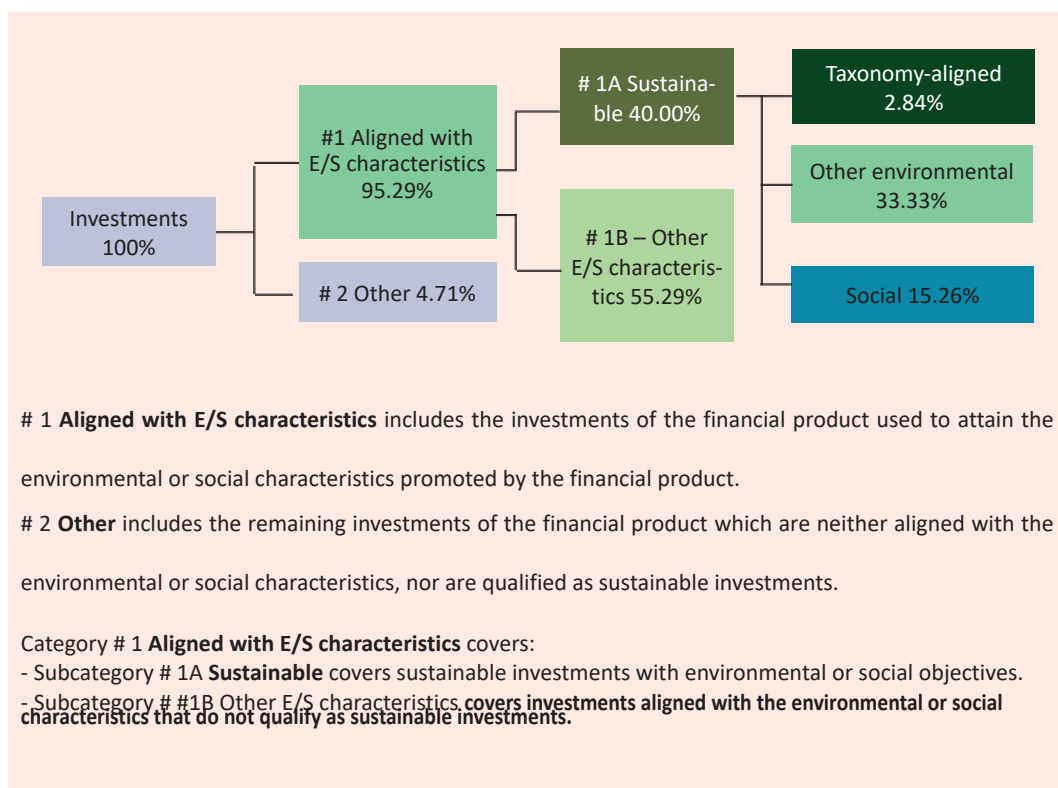 Investments
100%
#1 Aligned with
E/S characteristics
95.29%
# 2 Other 4.71%
# 1A Sustaina-
ble 40.00%
# 1B – Other
E/S characteris-
tics 55.29%
Taxonomy-aligned
2.84%
Other environmental
33.33%
Social 15.26%
# 1 Aligned with E/S characteristics includes the investments of the financial product used to attain the
environmental or social characteristics promoted by the financial product.
# 2 Other includes the remaining investments of the financial product which are neither aligned with the
environmental or social characteristics, nor are qualified as sustainable investments.
Category # 1 Aligned with E/S characteristics covers:
- Subcategory # 1A Sustainable covers sustainable investments with environmental or social objectives.
- Subcategory # #1B Other E/S characteristics covers investments aligned with the environmental or social
characteristics that do not qualify as sustainable investments.